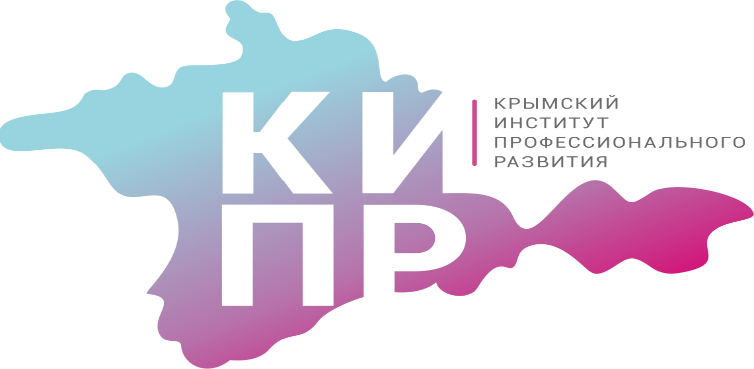 КИ
ПР
КРЫМСКИЙ
ИНСТИТУТ
ПРОФЕССИОНАЛЬНОГО
РАЗВИТИЯ